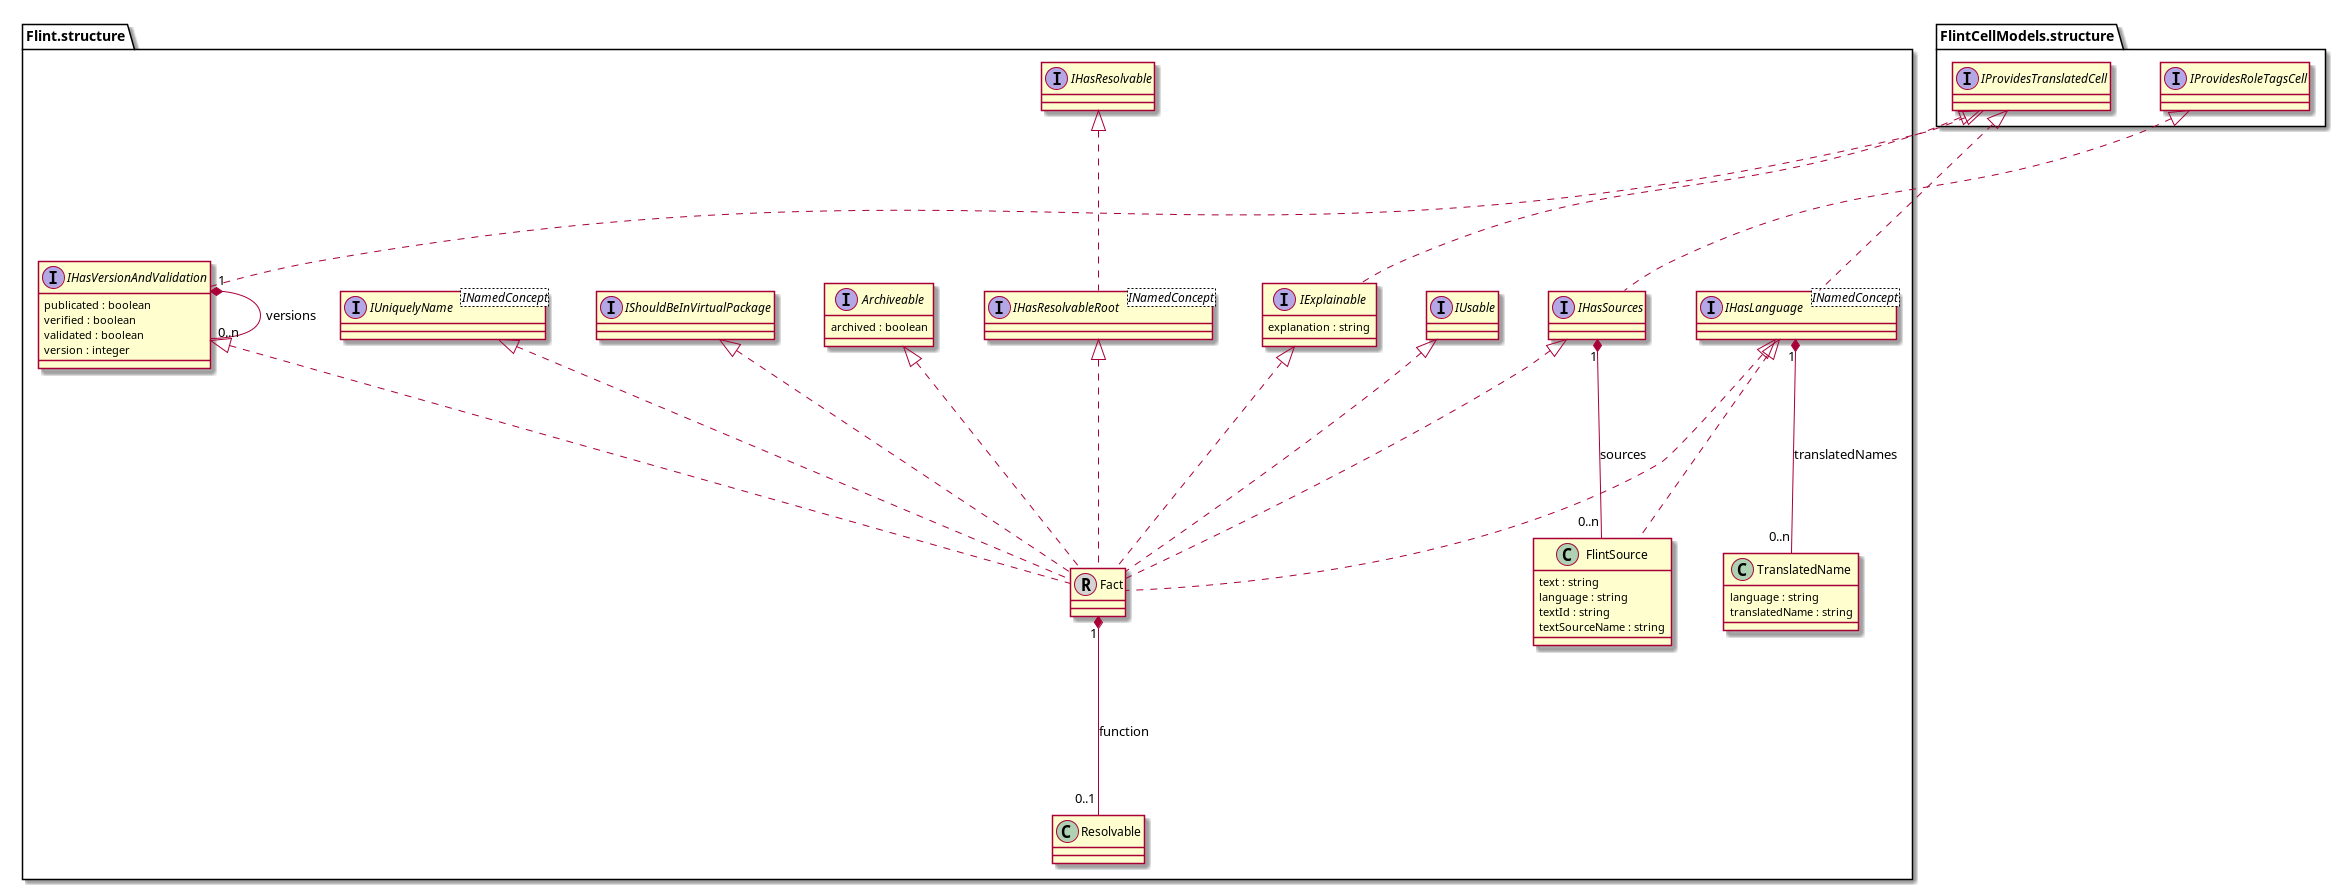 Flint.structure
FlintCellModels.structure
I IHasResolvable
I IProvidesTranslatedCell
I IProvidesRoleTagsCell
I IHasVersionAndValidation
publicated : boolean
verified : boolean
validated : boolean
version : integer
1
0..n
versions
I IUniquelyName
INamedConcept
I IShouldBeInVirtualPackage
I Archiveable
archived : boolean
I IHasResolvableRoot
INamedConcept
I IExplainable
explanation : string
I IUsable
I IHasSources
I IHasLanguage
INamedConcept
1
1
sources
translatedNames
0..n
0..n
R Fact
C FlintSource
text : string
language : string
textId : string
textSourceName : string
C TranslatedName
language : string
translatedName : string
1
function
0..1
C Resolvable